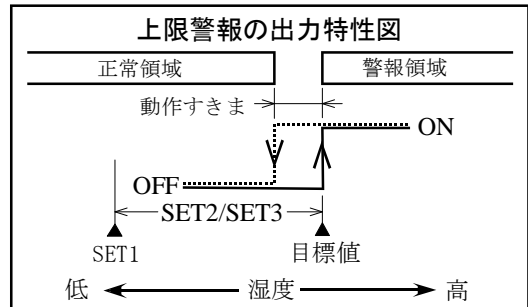 上限警報の出力特性図
正常領域
警報領域
動作すきま
ON
OFF
SET2/SET3
SET1
目標値
低
湿度
高